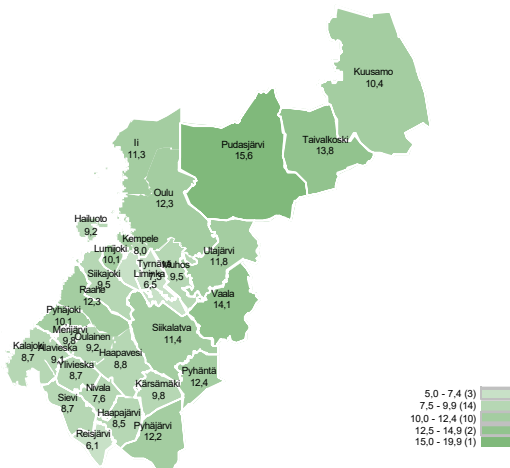 Kuusamo
10,4
Taivalkoski
13,8
Pudasjärvi
15,6
Ii
11,3
Oulu
12,3
Hailuoto
9,2
Kempele
8,0
Utajärvi
11,8
Lumijoki
10,1
Tyrnävä
7,3
Muhos
9,5
Liminka
6,5
Siikajoki
9,5
Raahe
12,3
Vaala
14,1
Pyhäjoki
10,1
Merijärvi
9,8
Oulainen
9,2
Siikalatva
11,4
Kalajoki
8,7
Alavieska
9,1
Haapavesi
8,8
Ylivieska
8,7
Pyhäntä
12,4
Nivala
7,6
Kärsämäki
9,8
Sievi
8,7
Haapajärvi
8,5
Reisjärvi
6,1
Pyhäjärvi
12,2
5,0 - 7,4 (3)
7,5 - 9,9 (14)
10,0 - 12,4 (10)
12,5 - 14,9 (2)
15,0 - 19,9 (1)